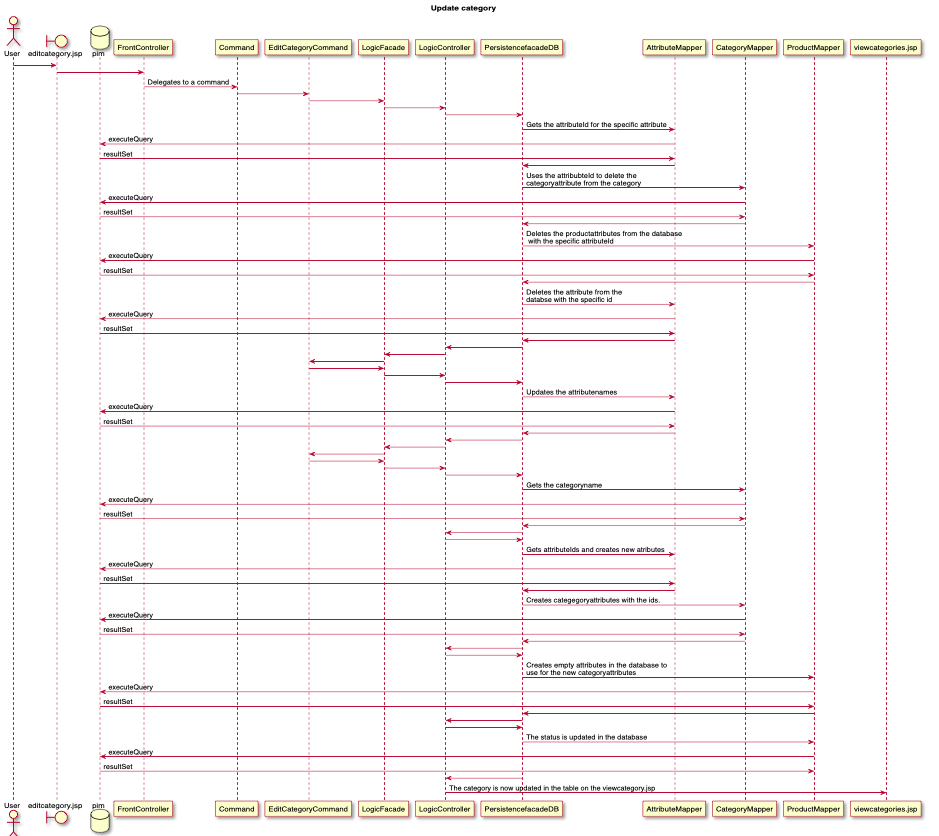 Update category
User
editcategory.jsp
pim
FrontController
Command
EditCategoryCommand
LogicFacade
LogicController
PersistencefacadeDB
AttributeMapper
CategoryMapper
ProductMapper
viewcategories.jsp
Delegates to a command
Gets the attributeId for the specific attribute
executeQuery
resultSet
Uses the attribubteId to delete the
categoryattribute from the category
executeQuery
resultSet
Deletes the productattributes from the database
with the specific attributeId
executeQuery
resultSet
Deletes the attribute from the
databse with the specific id
executeQuery
resultSet
Updates the attributenames
executeQuery
resultSet
Gets the categoryname
executeQuery
resultSet
Gets attributeIds and creates new atributes
executeQuery
resultSet
Creates categegoryattributes with the ids.
executeQuery
resultSet
Creates empty attributes in the database to
use for the new categoryattributes
executeQuery
resultSet
The status is updated in the database
executeQuery
resultSet
The category is now updated in the table on the viewcategory.jsp
User
editcategory.jsp
pim
FrontController
Command
EditCategoryCommand
LogicFacade
LogicController
PersistencefacadeDB
AttributeMapper
CategoryMapper
ProductMapper
viewcategories.jsp